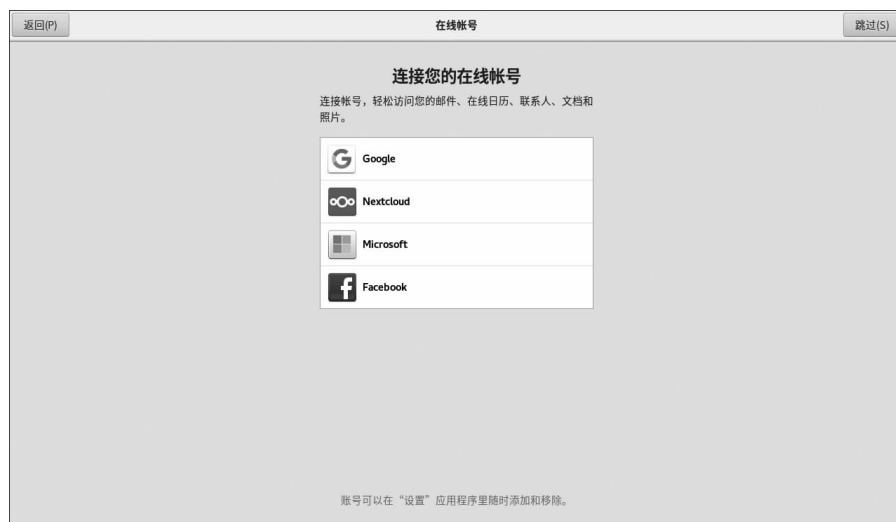 返回(P)
在线帐号
跳过(S)
连接您的在线帐号
连接帐号，轻松访问您的邮件、在线日历、联系人、文档和
照片。
Google
Nextcloud
Microsoft
Facebook
账号可以在“设置”应用程序里随时添加和移除。